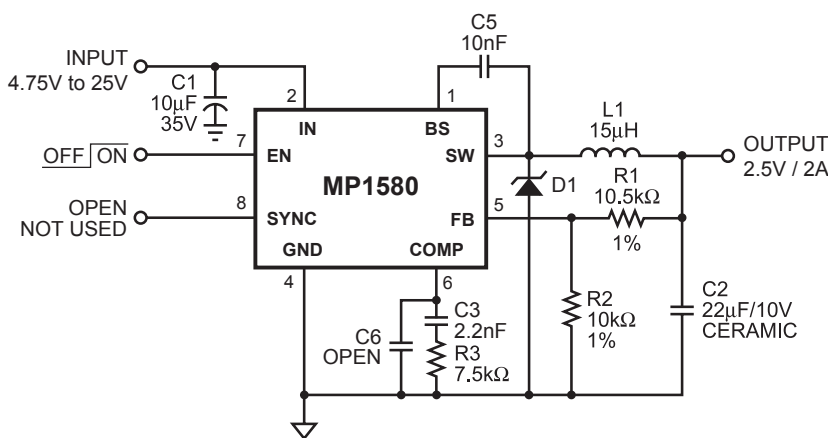 C5
10nF
INPUT
4.75V to 25V
C1
10µF
35V
2
1
IN
BS
L1
15µH
OFF ON
7
EN
3
SW
OUTPUT
2.5V / 2A
MP1580
D1
R1
10.5kΩ
1%
OPEN
NOT USED
8
SYNC
5
FB
GND
COMP
4
6
C6
OPEN
C3
2.2nF
R3
7.5kΩ
R2
10kΩ
1%
C2
22µF/10V
CERAMIC